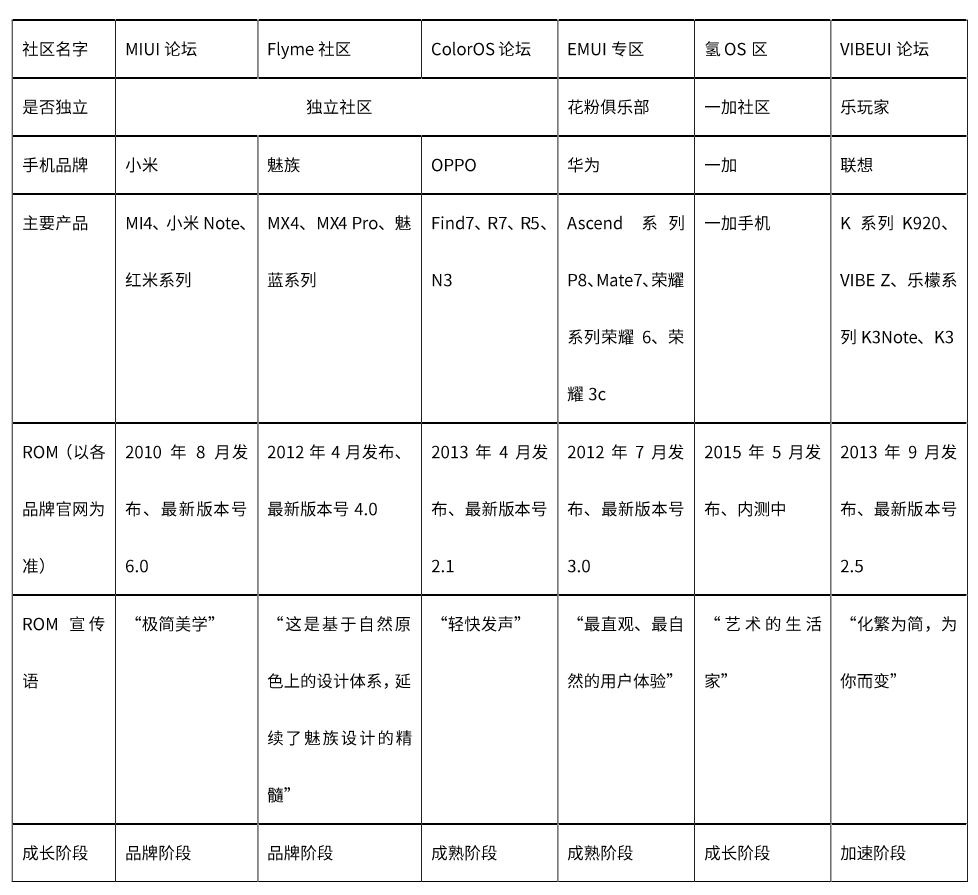 社区名字 MIUI 论坛 Flyme 社区 ColorOS 论坛 EMUI 专区 氢 OS 区 VIBEUI 论坛
是否独立 独立社区 花粉俱乐部 一加社区 乐玩家
手机品牌 小米 魅族 OPPO 华为 一加 联想
主要产品 MI4、小米 Note、 MX4、MX4 Pro、魅 Find7、R7、R5、 Ascend 系列 一加手机 K 系列 K920、
红米系列 蓝系列 N3 P8、Mate7、荣耀 VIBE Z、乐檬系
系列荣耀 6、荣 列 K3Note、K3
耀 3c
ROM（以各 2010 年 8 月发 2012 年 4 月发布、 2013 年 4 月发 2012 年 7 月发 2015 年 5 月发 2013 年 9 月发
品牌官网为 布、最新版本号 最新版本号 4.0 布、最新版本号 布、最新版本号 布、内测中 布、最新版本号
准） 6.0 2.1 3.0 2.5
ROM 宣传 “极简美学” “这是基于自然原 “轻快发声” “最直观、最自 “艺术的生活 “化繁为简，为
语 色上的设计体系，延 然的用户体验” 家” 你而变”
续了魅族设计的精
髓”
成长阶段 品牌阶段 品牌阶段 成熟阶段 成熟阶段 成长阶段 加速阶段